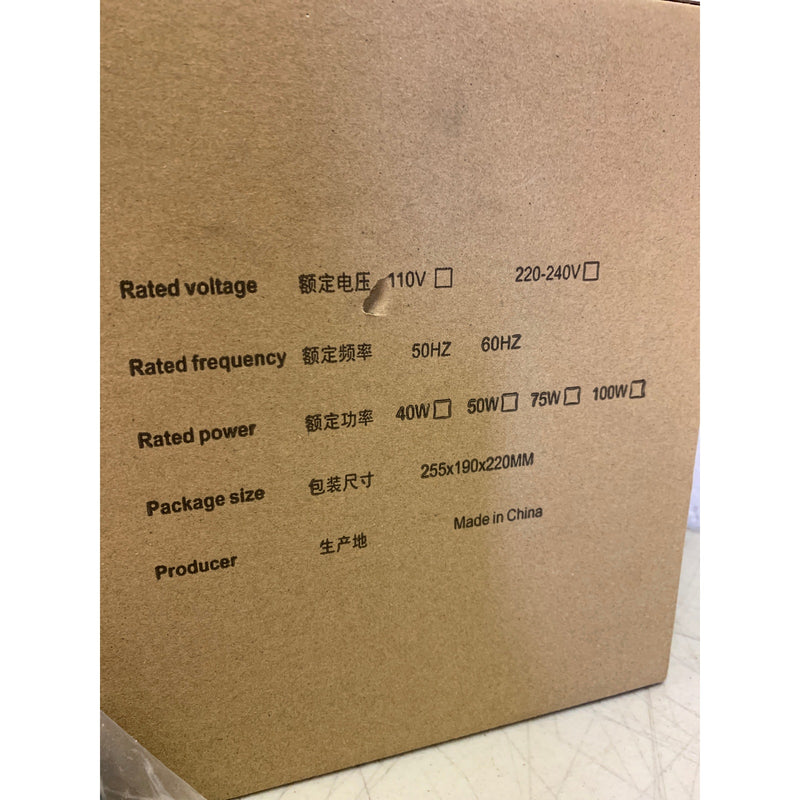 Rated voltage 额定电压 110V □ 220-240V □
Rated frequency 额定频率 50HZ 60HZ
Rated power 额定功率 40W □ 50W □ 75W □ 100W □
Package size 包装尺寸 255x190x220MM
Producer 生产地 Made in China